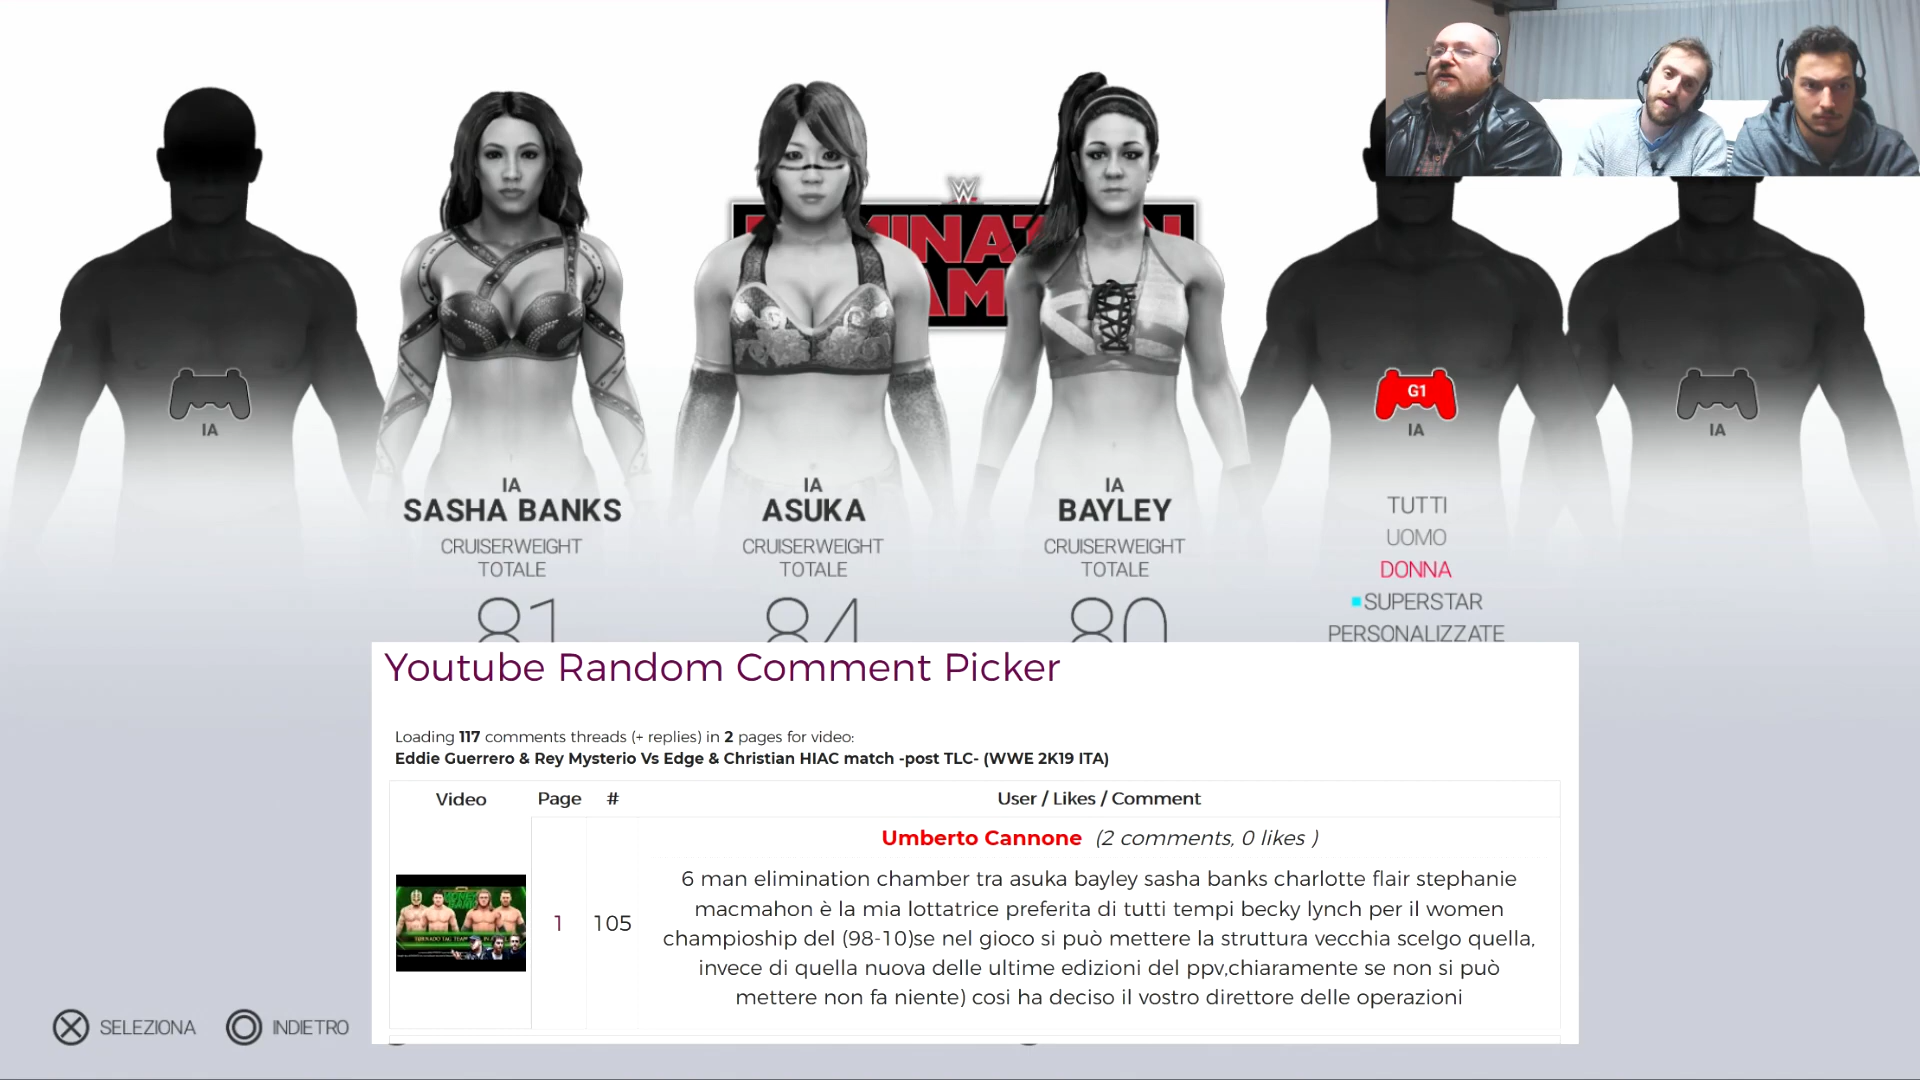 W
IA
IA
SASHA BANKS
CRUISERWEIGHT
TOTALE
81
IA
ASUKA
CRUISERWEIGHT
TOTALE
84
IA
BAYLEY
CRUISERWEIGHT
TOTALE
80
G1
IA
TUTTI
UOMO
DONNA
SUPERSTAR
PERSONALIZZATE
IA
Youtube Random Comment Picker
Loading 117 comments threads (+ replies) in 2 pages for video:
Eddie Guerrero & Rey Mysterio Vs Edge & Christian HIAC match -post TLC- (WWE 2K19 ITA)
Video Page # User / Likes / Comment
Umberto Cannone (2 comments, 0 likes )
1 105
6 man elimination chamber tra asuka bayley sasha banks charlotte flair stephanie
macmahon è la mia lottatrice preferita di tutti tempi becky lynch per il women
champioship del (98-10)se nel gioco si può mettere la struttura vecchia scelgo quella,
invece di quella nuova delle ultime edizioni del ppv,chiaramente se non si può
mettere non fa niente) cosi ha deciso il vostro direttore delle operazioni
SELEZIONA INDIETRO